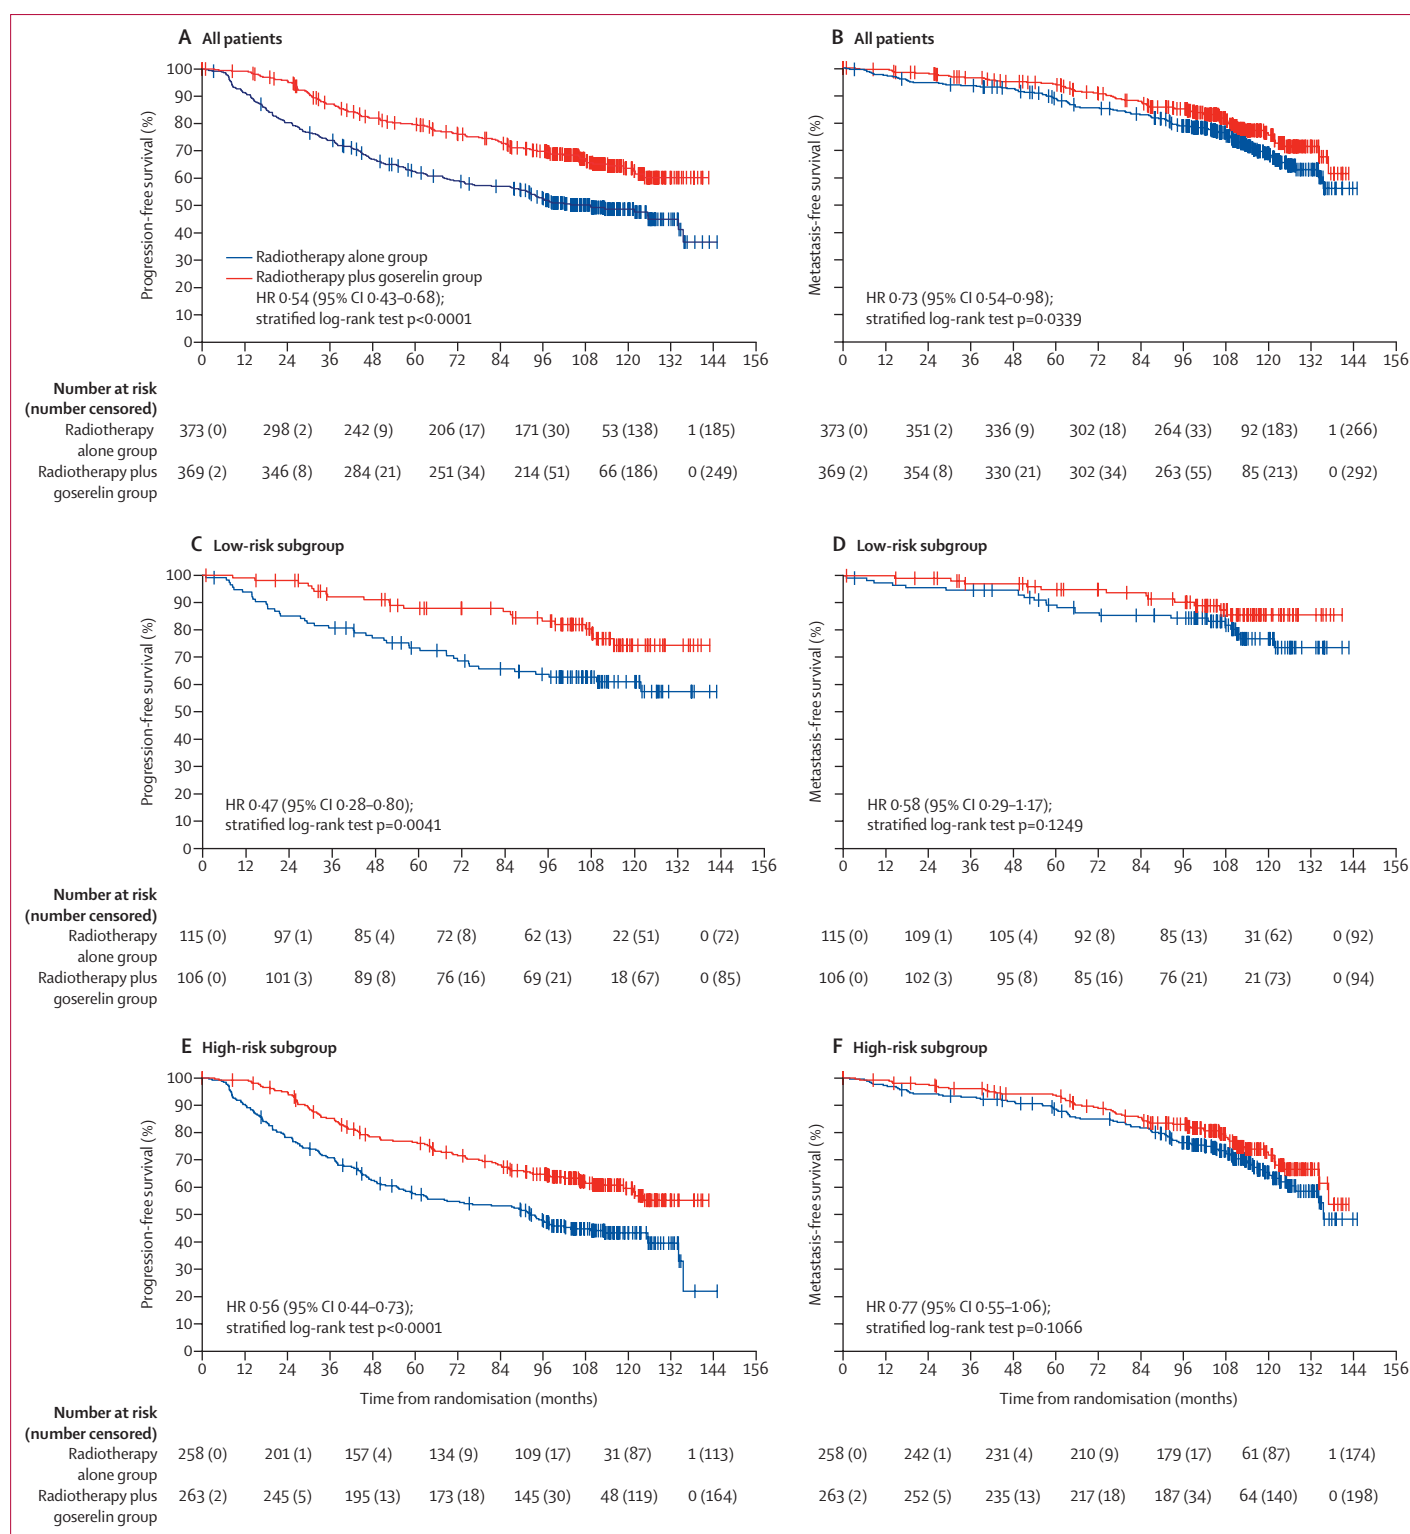 A All patients
Progression-free survival (%)
100
90
80
70
60
50
40
30
20
10
0
Radiotherapy alone group
Radiotherapy plus goserelin group
HR 0·54 (95% CI 0·43–0·68);
stratified log-rank test p<0·0001
0 12 24 36 48 60 72 84 96 108 120 132 144 156
B All patients
Metastasis-free survival (%)
HR 0·73 (95% CI 0·54–0·98);
stratified log-rank test p=0·0339
0 12 24 36 48 60 72 84 96 108 120 132 144 156
Number at risk
(number censored)
Radiotherapy alone group
373 (0) 298 (2) 242 (9) 206 (17) 171 (30) 53 (138) 1 (185) 373 (0) 351 (2) 336 (9) 302 (18) 264 (33) 92 (183) 1 (266)
Radiotherapy plus goserelin group
369 (2) 346 (8) 284 (21) 251 (34) 214 (51) 66 (186) 0 (249) 369 (2) 354 (8) 330 (21) 302 (34) 263 (55) 85 (213) 0 (292)
C Low-risk subgroup
Progression-free survival (%)
100
90
80
70
60
50
40
30
20
10
0
HR 0·47 (95% CI 0·28–0·80);
stratified log-rank test p=0·0041
0 12 24 36 48 60 72 84 96 108 120 132 144 156
D Low-risk subgroup
Metastasis-free survival (%)
HR 0·58 (95% CI 0·29–1·17);
stratified log-rank test p=0·1249
0 12 24 36 48 60 72 84 96 108 120 132 144 156
Number at risk
(number censored)
Radiotherapy alone group
115 (0) 97 (1) 85 (4) 72 (8) 62 (13) 22 (51) 0 (72) 115 (0) 109 (1) 105 (4) 92 (8) 85 (13) 31 (62) 0 (92)
Radiotherapy plus goserelin group
106 (0) 101 (3) 89 (8) 76 (16) 69 (21) 18 (67) 0 (85) 106 (0) 102 (3) 95 (8) 85 (16) 76 (21) 21 (73) 0 (94)
E High-risk subgroup
Progression-free survival (%)
100
90
80
70
60
50
40
30
20
10
0
HR 0·56 (95% CI 0·44–0·73);
stratified log-rank test p<0·0001
0 12 24 36 48 60 72 84 96 108 120 132 144 156
Time from randomisation (months)
F High-risk subgroup
Metastasis-free survival (%)
HR 0·77 (95% CI 0·55–1·06);
stratified log-rank test p=0·1066
0 12 24 36 48 60 72 84 96 108 120 132 144 156
Time from randomisation (months)
Number at risk
(number censored)
Radiotherapy alone group
258 (0) 201 (1) 157 (4) 134 (9) 109 (17) 31 (87) 1 (113) 258 (0) 242 (1) 231 (4) 210 (9) 179 (17) 61 (87) 1 (174)
Radiotherapy plus goserelin group
263 (2) 245 (5) 195 (13) 173 (18) 145 (30) 48 (119) 0 (164) 263 (2) 252 (5) 235 (13) 217 (18) 187 (34) 64 (140) 0 (198)